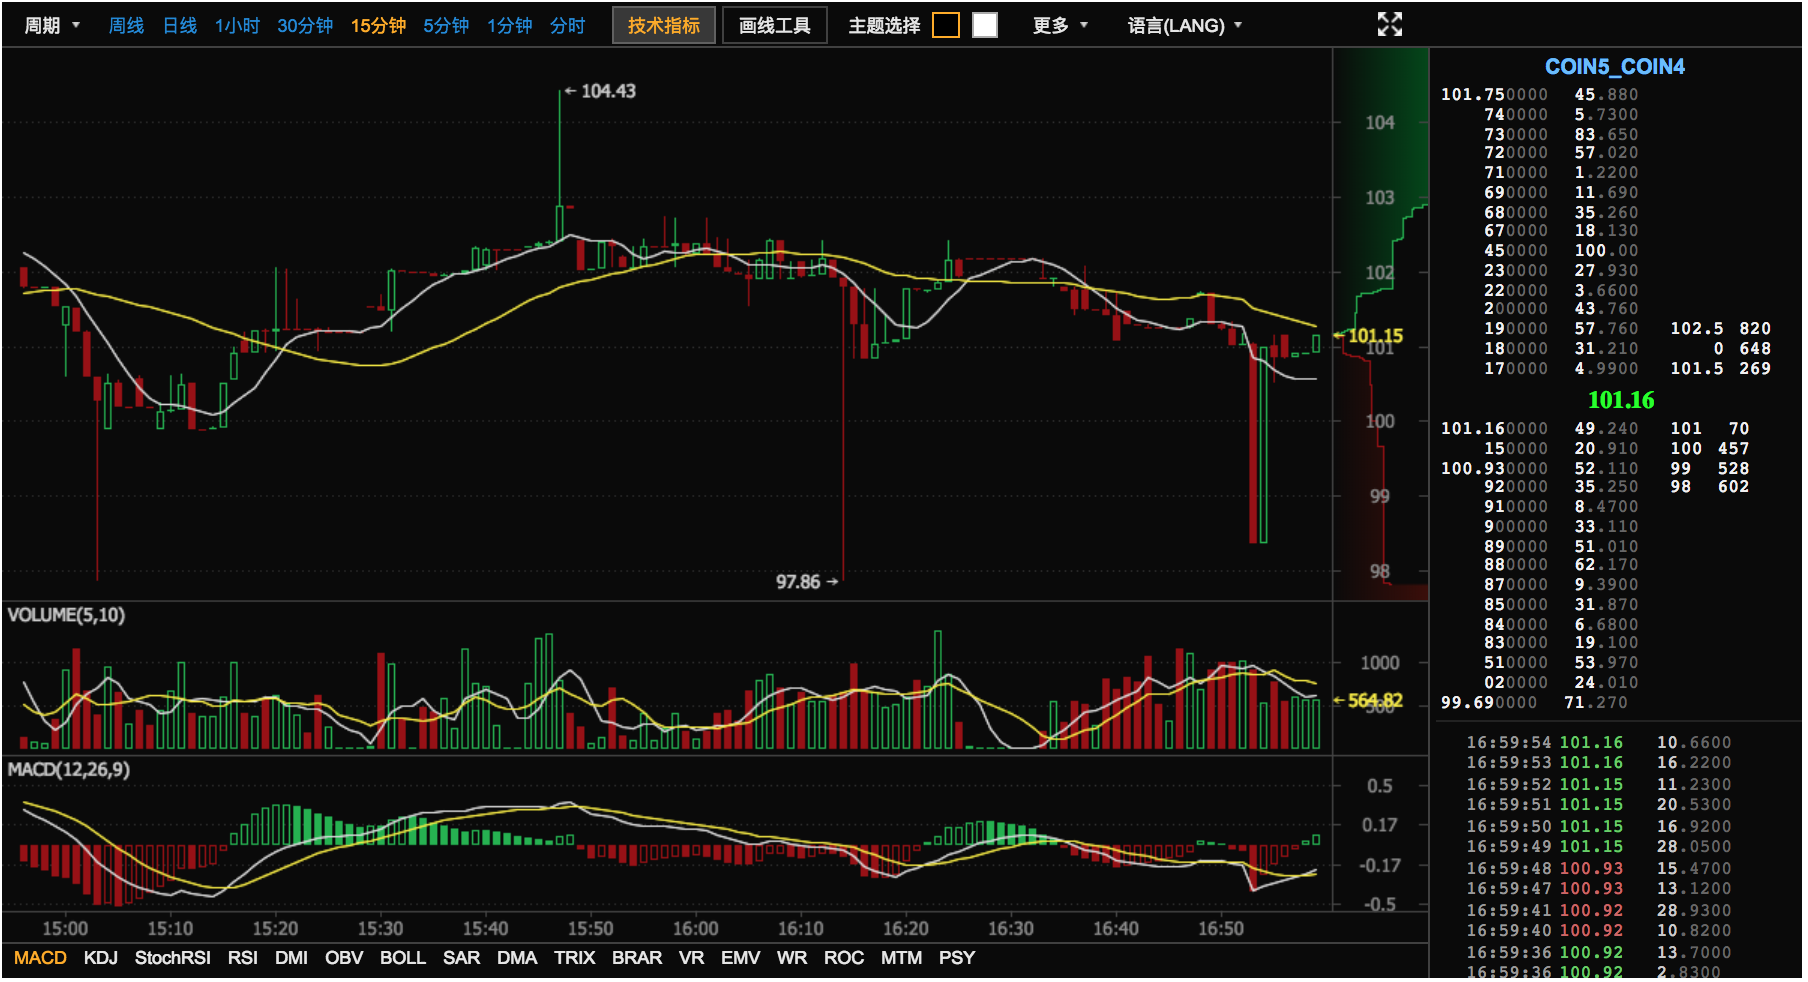 周期 周线 日线 1小时 30分钟 15分钟 5分钟 1分钟 分时 技术指标 画线工具 主题选择 更多 语言(LANG)
←104.43
104
103
102
←101.15
101
100
99
98
97.86→
VOLUME(5,10)
1000
←564.82
500
MACD(12,26,9)
0.5
0.17
-0.17
-0.5
15:00 15:10 15:20 15:30 15:40 15:50 16:00 16:10 16:20 16:30 16:40 16:50
MACD KDJ StochRSI RSI DMI OBV BOLL SAR DMA TRIX BRAR VR EMV WR ROC MTM PSY
COIN5_COIN4
101.750000 45.880
740000 5.7300
730000 83.650
720000 57.020
710000 1.2200
690000 11.690
680000 35.260
670000 18.130
450000 100.00
230000 27.930
220000 3.6600
200000 43.760
190000 57.760 102.5 820
180000 31.210 0 648
170000 4.9900 101.5 269
101.16
101.160000 49.240 101 70
150000 20.910 100 457
100.930000 52.110 99 528
920000 35.250 98 602
910000 8.4700
900000 33.110
890000 51.010
880000 62.170
870000 9.3900
850000 31.870
840000 6.6800
830000 19.100
510000 53.970
020000 24.010
99.690000 71.270
16:59:54 101.16 10.6600
16:59:53 101.16 16.2200
16:59:52 101.15 11.2300
16:59:51 101.15 20.5300
16:59:50 101.15 16.9200
16:59:49 101.15 28.0500
16:59:48 100.93 15.4700
16:59:47 100.93 13.1200
16:59:41 100.92 28.9300
16:59:40 100.92 10.8200
16:59:36 100.92 13.7000
16:59:36 100.92 2.8300